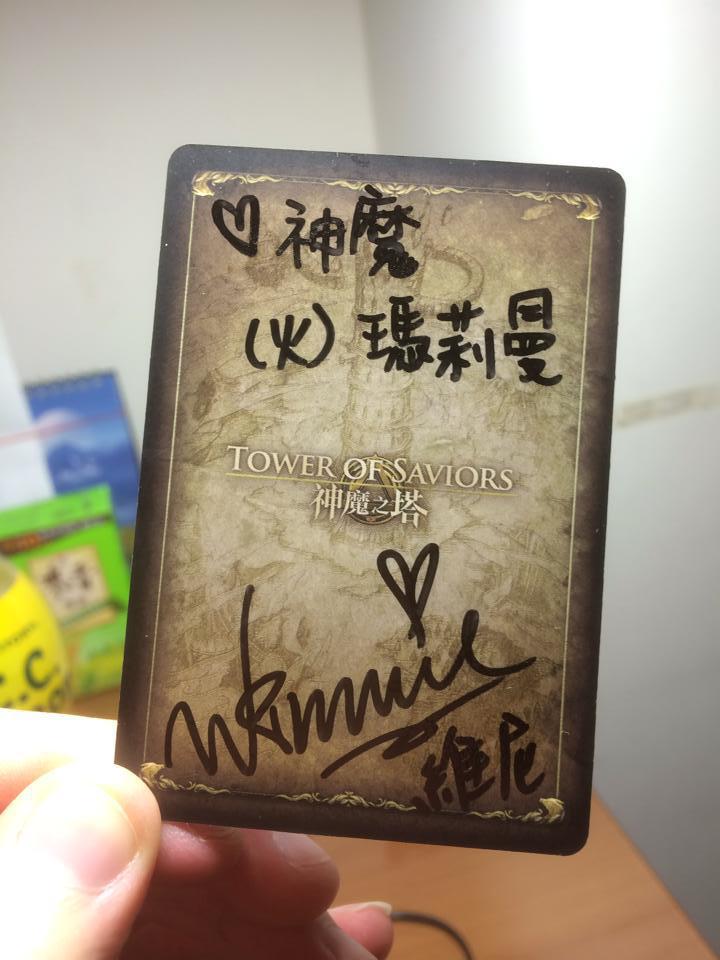 ♡ 神魔
(火) 瑪莉曼
TOWER OF SAVIORS
神魔之塔
Winnie
維尼